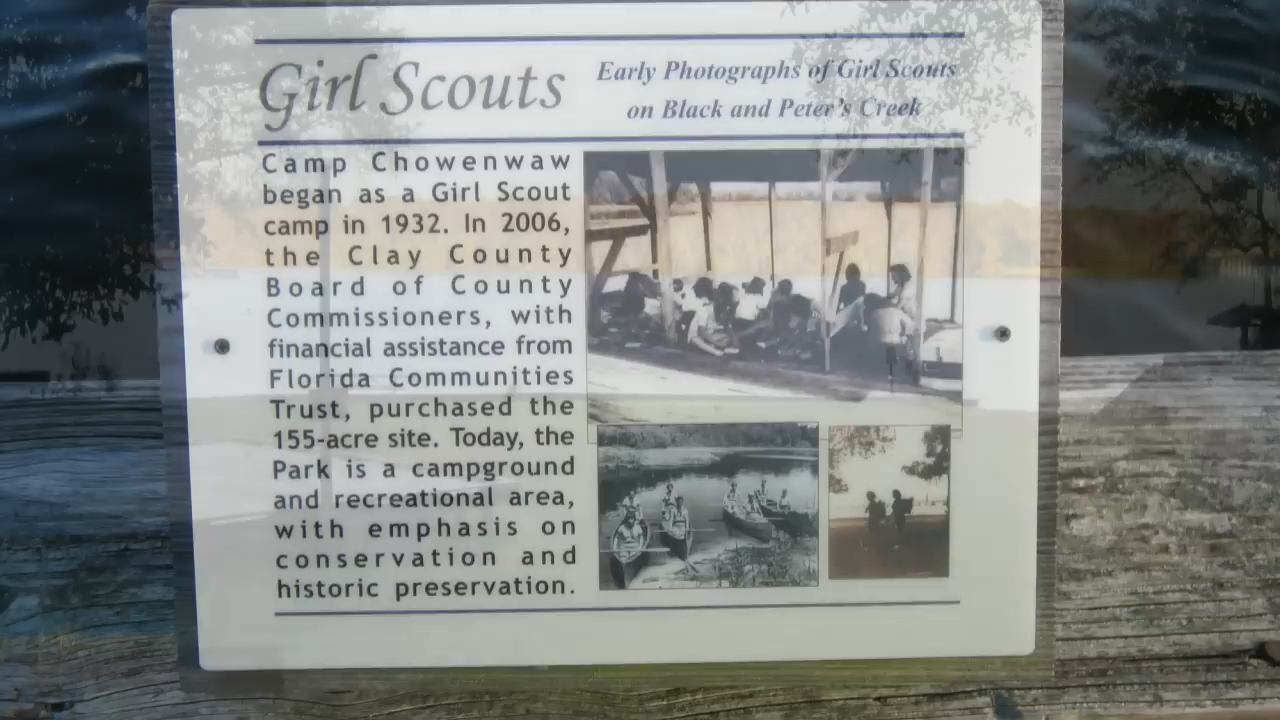 Girl Scouts
Early Photographs of Girl Scouts
on Black and Peter's Creek
Camp Chowenwaw
began as a Girl Scout
camp in 1932. In 2006,
the Clay County
Board of County
Commissioners, with
financial assistance from
Florida Communities
Trust, purchased the
155-acre site. Today, the
Park is a campground
and recreational area,
with emphasis on
conservation and
historic preservation.